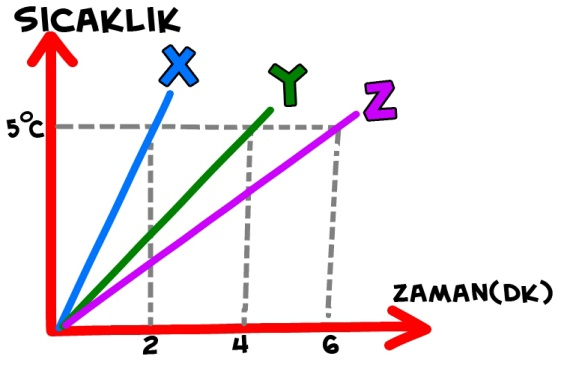 SICAKLIK
X
Y
Z
5°C
ZAMAN(DK)
2 4 6